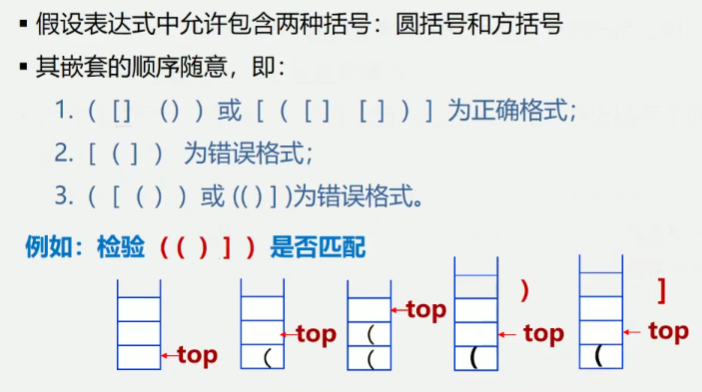 ▪ 假设表达式中允许包含两种括号：圆括号和方括号
▪ 其嵌套的顺序随意，即：
1. （ [] （） ）或 [ （ [ ] [ ] ）] 为正确格式；
2. [ （ ] ） 为错误格式；
3. （ [ （ ））或 (( ) ] )为错误格式。
例如：检验（ （ ）] ）是否匹配
top
( top
( ( top
( ) top
( ] top